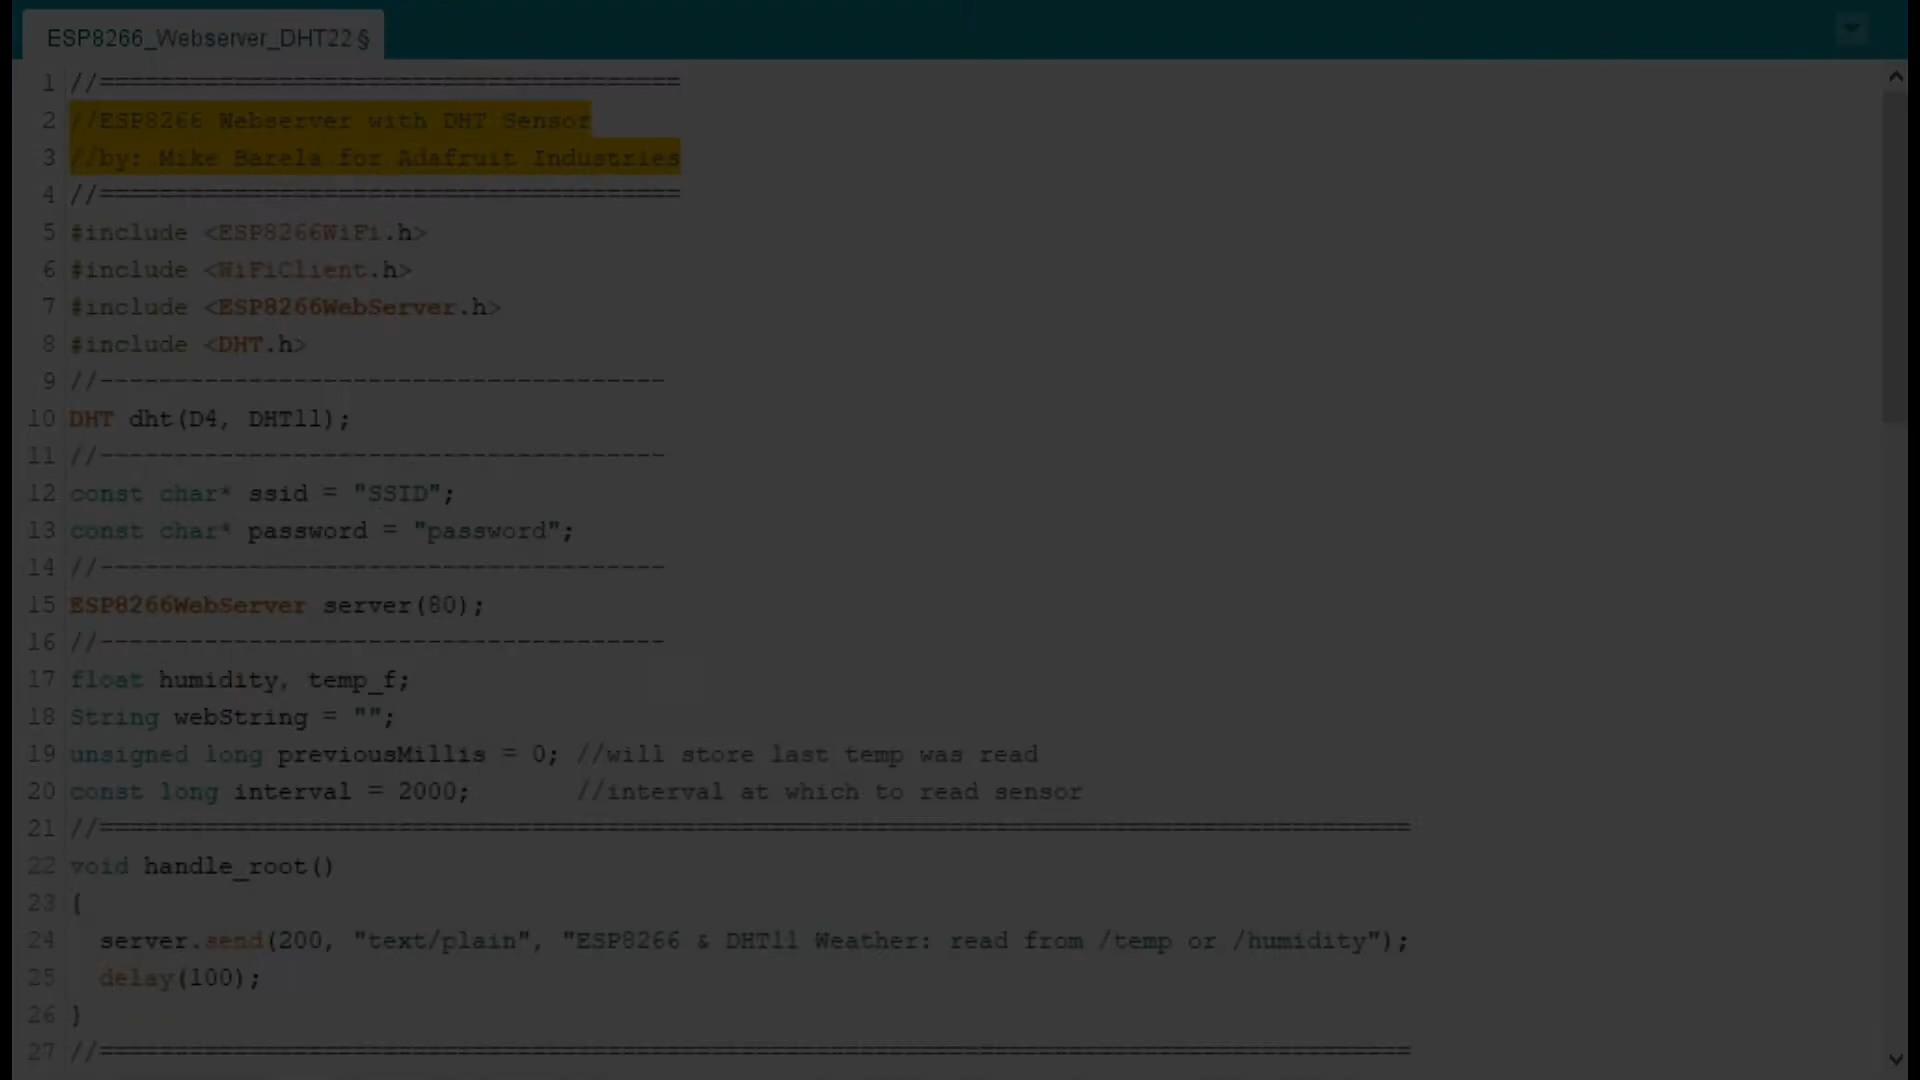 ESP8266_Webserver_DHT22 §
1 //=======================================
2 //ESP8266 Webserver with DHT Sensor
3 //by: Mike Barela for Adafruit Industries
4 //=======================================
5 #include <ESP8266WiFi.h>
6 #include <WiFiClient.h>
7 #include <ESP8266WebServer.h>
8 #include <DHT.h>
9 //--------------------------------------
10 DHT dht(D4, DHT11);
11 //--------------------------------------
12 const char* ssid = "SSID";
13 const char* password = "password";
14 //--------------------------------------
15 ESP8266WebServer server(80);
16 //--------------------------------------
17 float humidity, temp_f;
18 String webString = "";
19 unsigned long previousMillis = 0; //will store last temp was read
20 const long interval = 2000;       //interval at which to read sensor
21 //========================================================================================
22 void handle_root()
23 {
24   server.send(200, "text/plain", "ESP8266 & DHT11 Weather: read from /temp or /humidity");
25   delay(100);
26 }
27 //========================================================================================